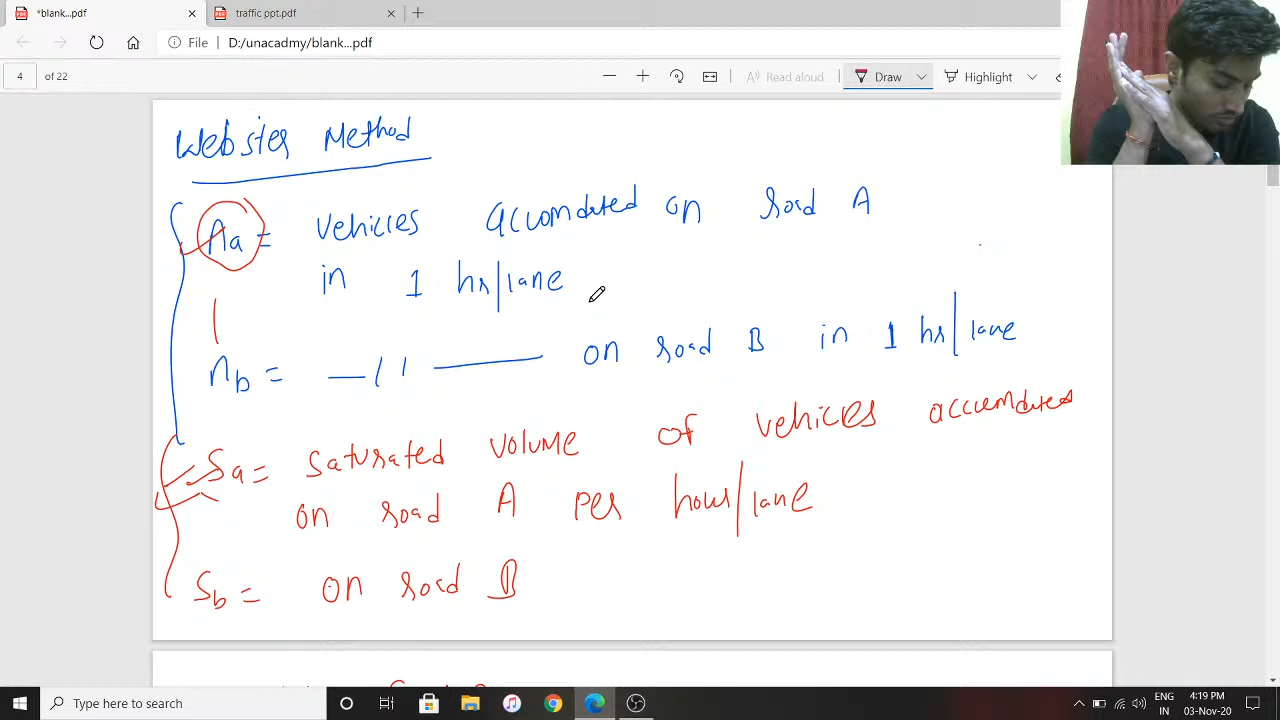 *blank...pdf
traffic ppt.pdf
File D:/unacadmy/blank...pdf
4 of 22
Read aloud Draw Highlight
Webster Method
na = vehicles accomdated on road A
in 1 hr/lane
nb = —//— on road B in 1 hr/lane
Sa = saturated volume of vehices accomdated
on road A per hour/lane
Sb = on road B
Type here to search
ENG
IN
4:19 PM
03-Nov-20